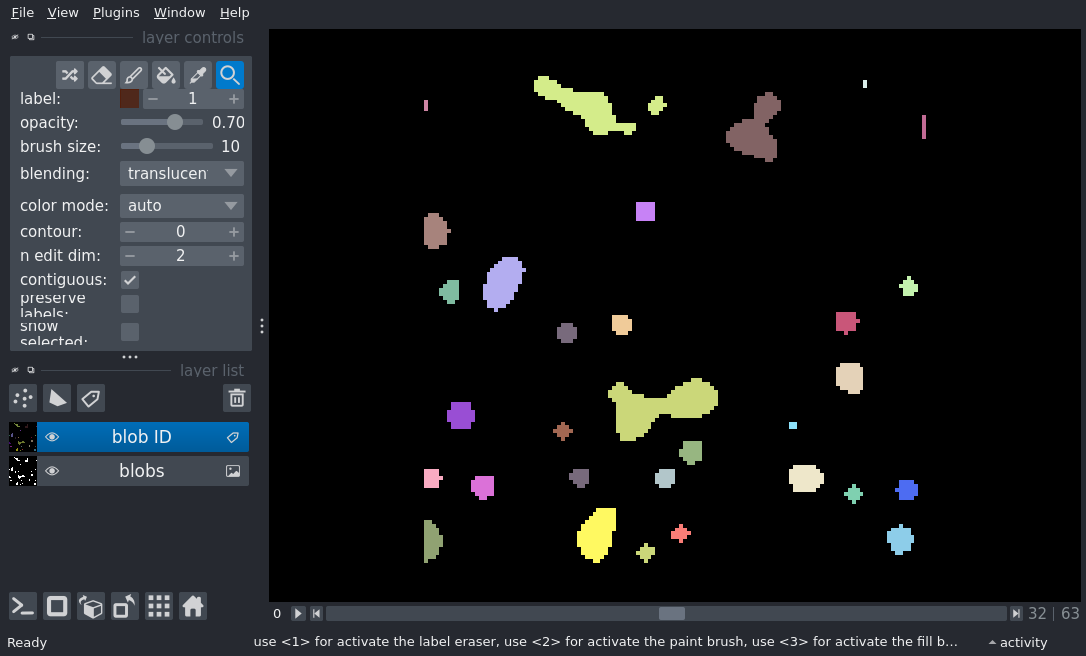 File View Plugins Window Help
layer controls
label: 1
opacity: 0.70
brush size: 10
blending: translucen
color mode: auto
contour: 0
n edit dim: 2
contiguous:
preserve
labels:
show
selected:
layer list
blob ID
blobs
0 32 | 63
Ready use <1> for activate the label eraser, use <2> for activate the paint brush, use <3> for activate the fill b... activity